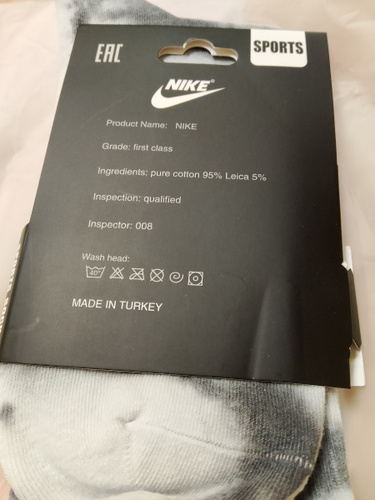 EAC
SPORTS
NIKE®
Product Name: NIKE
Grade: first class
Ingredients: pure cotton 95% Leica 5%
Inspection: qualified
Inspector: 008
Wash head:
40°
MADE IN TURKEY